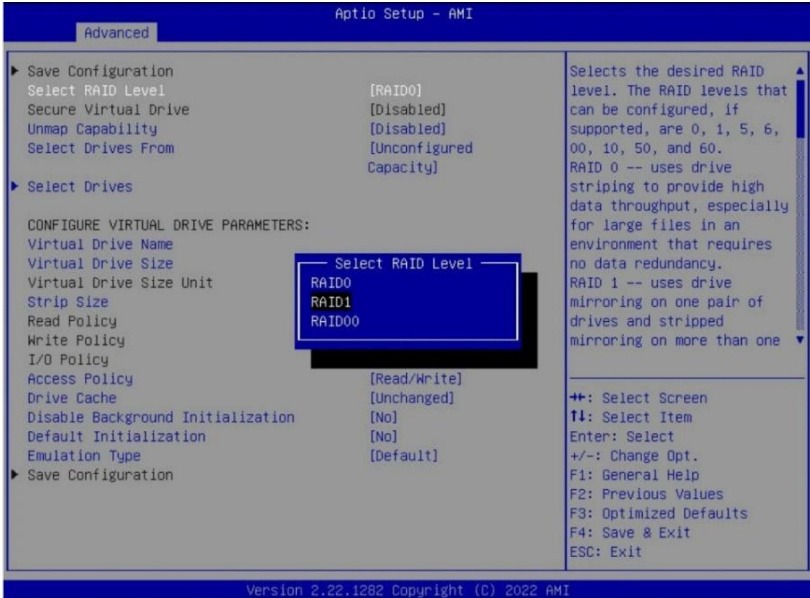 Aptio Setup - AMI
Advanced
Save Configuration
Select RAID Level [RAID0]
Secure Virtual Drive [Disabled]
Unmap Capability [Disabled]
Select Drives From [Unconfigured
Capacity]
Select Drives
CONFIGURE VIRTUAL DRIVE PARAMETERS:
Virtual Drive Name
Virtual Drive Size
Virtual Drive Size Unit
Strip Size
Read Policy
Write Policy
I/O Policy
Access Policy [Read/Write]
Drive Cache [Unchanged]
Disable Background Initialization [No]
Default Initialization [No]
Emulation Type [Default]
Save Configuration
Select RAID Level
RAID0
RAID1
RAID00
Selects the desired RAID
level. The RAID levels that
can be configured, if
supported, are 0, 1, 5, 6,
00, 10, 50, and 60.
RAID 0 -- uses drive
striping to provide high
data throughput, especially
for large files in an
environment that requires
no data redundancy.
RAID 1 -- uses drive
mirroring on one pair of
drives and stripped
mirroring on more than one
→←: Select Screen
↑↓: Select Item
Enter: Select
+/-: Change Opt.
F1: General Help
F2: Previous Values
F3: Optimized Defaults
F4: Save & Exit
ESC: Exit
Version 2.22.1282 Copyright (C) 2022 AMI